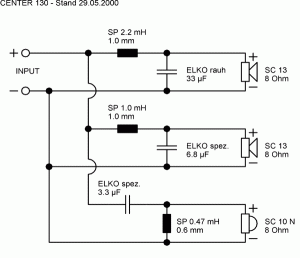 CENTER 130 - Stand 29.05.2000
SP 2.2 mH
1.0 mm
+
+
INPUT
ELKO rauh
33 µF
SC 13
8 Ohm
−
−
SP 1.0 mH
1.0 mm
+
ELKO spez.
6.8 µF
SC 13
8 Ohm
−
ELKO spez.
3.3 µF
+
SP 0.47 mH
0.6 mm
SC 10 N
8 Ohm
−